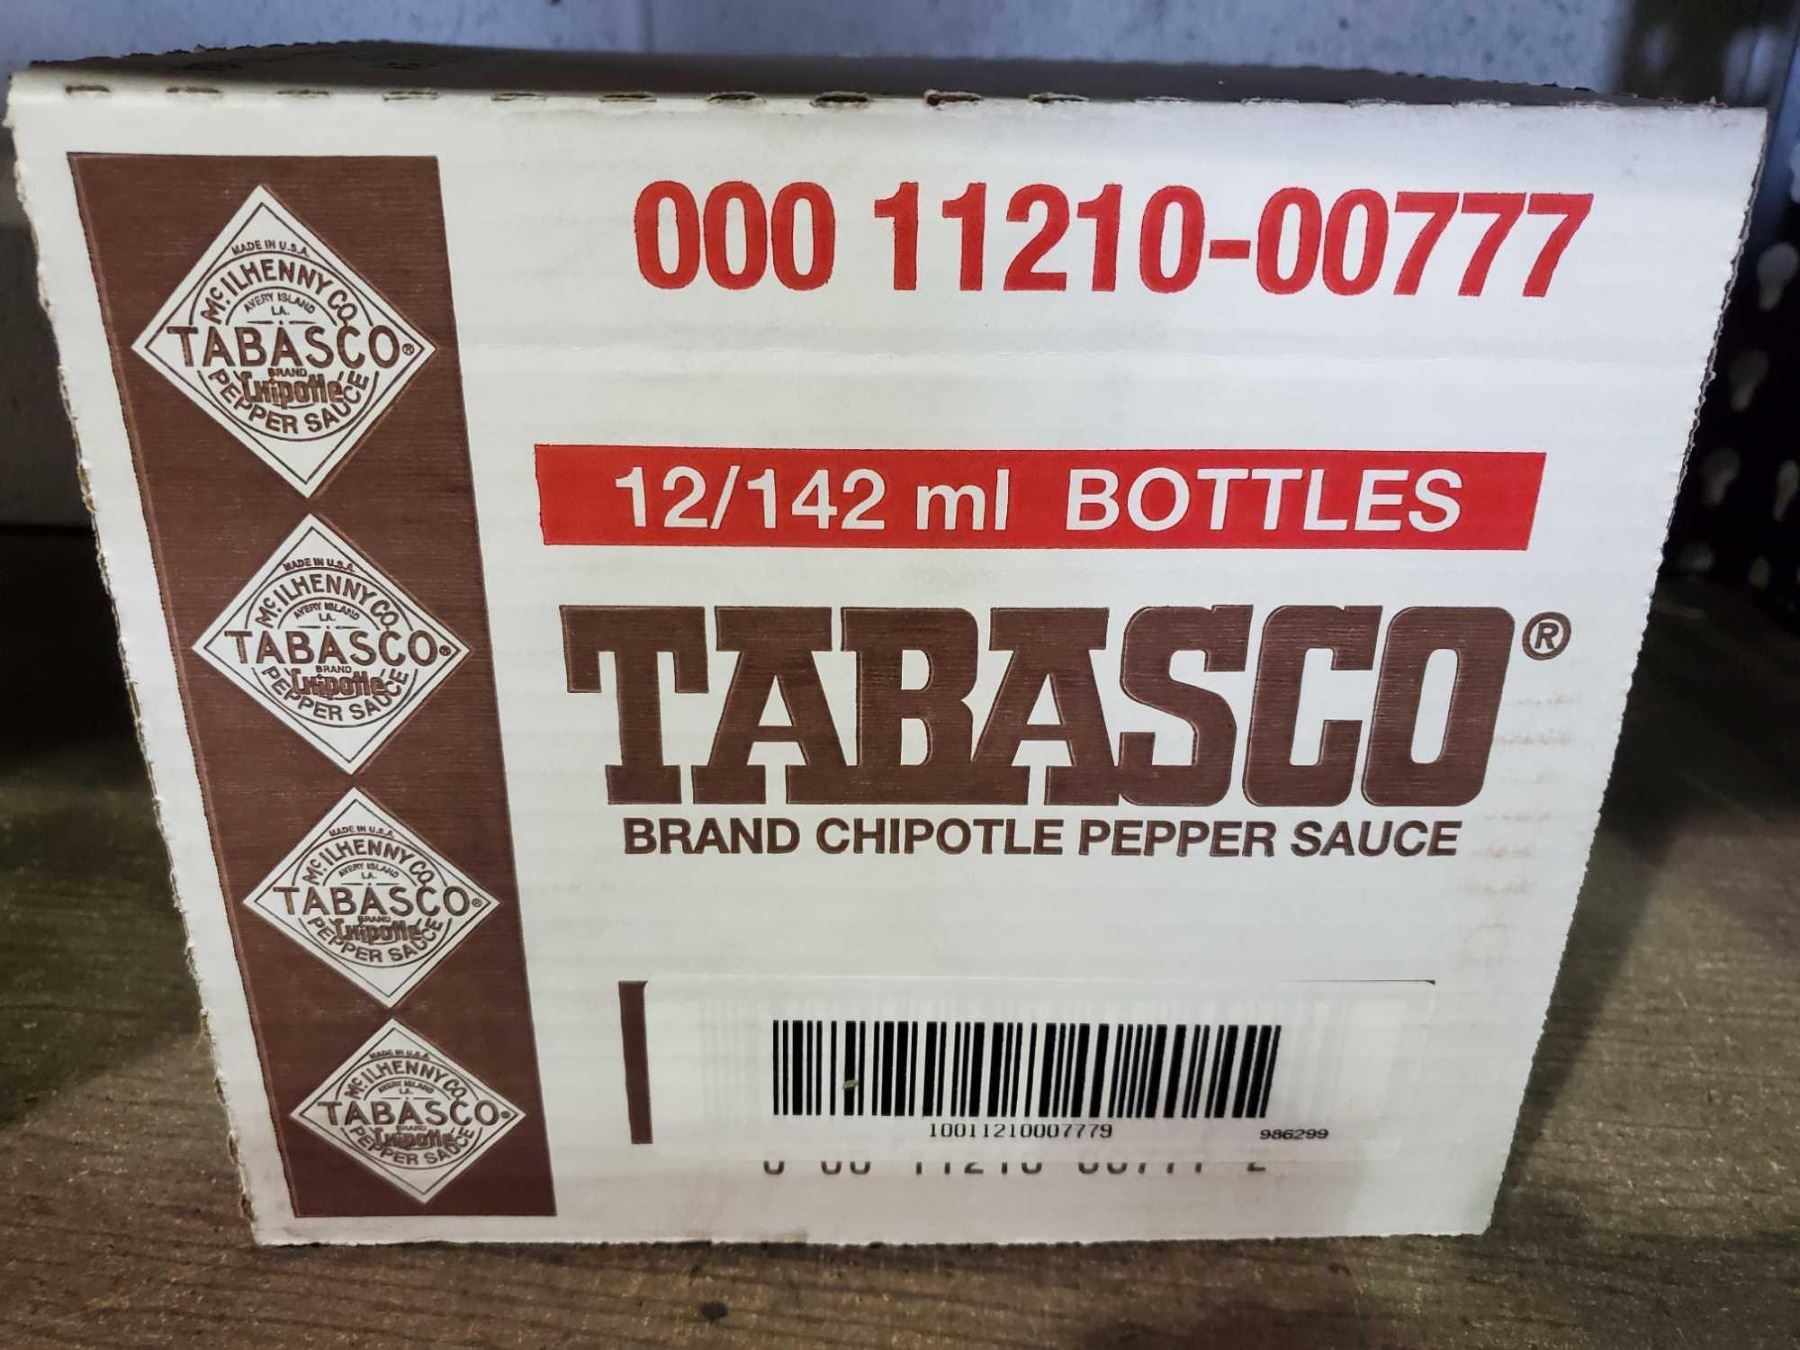 000 11210-00777
12/142 ml BOTTLES
TABASCO®
BRAND CHIPOTLE PEPPER SAUCE
10011210007779
986299
MADE IN U.S.A.
McILHENNY CO.
AVERY ISLAND
LA.
TABASCO®
BRAND
Chipotle
PEPPER SAUCE
MADE IN U.S.A.
McILHENNY CO.
AVERY ISLAND
LA.
TABASCO®
BRAND
Chipotle
PEPPER SAUCE
MADE IN U.S.A.
McILHENNY CO.
AVERY ISLAND
LA.
TABASCO®
BRAND
Chipotle
PEPPER SAUCE
MADE IN U.S.A.
McILHENNY CO.
AVERY ISLAND
LA.
TABASCO®
BRAND
Chipotle
PEPPER SAUCE